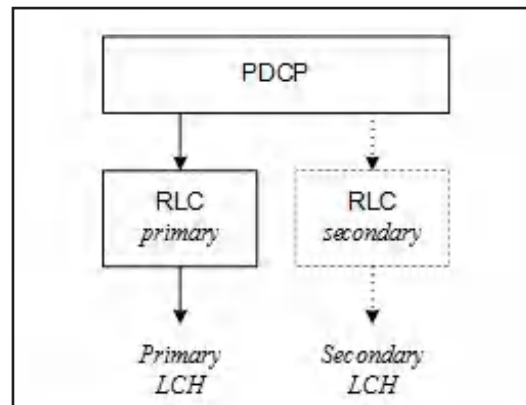 PDCP
RLC
primary
RLC
secondary
Primary
LCH
Secondary
LCH